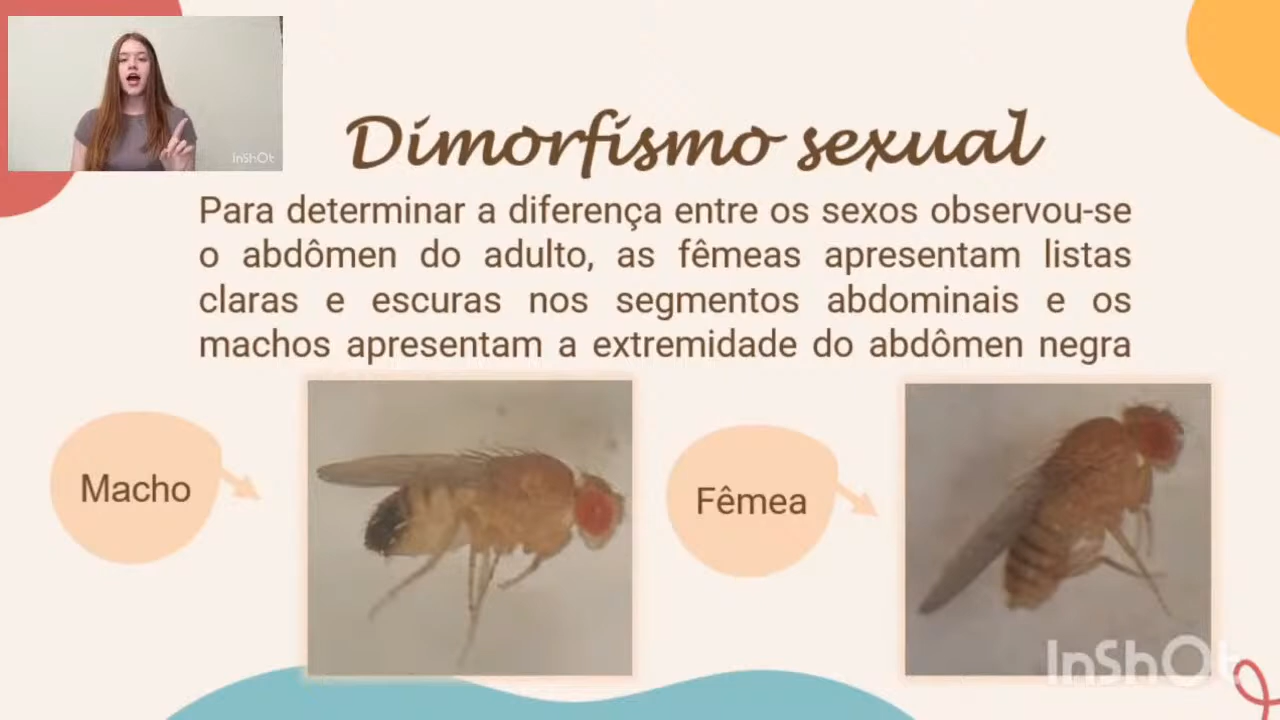 InShOt
Dimorfismo sexual
Para determinar a diferença entre os sexos observou-se
o abdômen do adulto, as fêmeas apresentam listas
claras e escuras nos segmentos abdominais e os
machos apresentam a extremidade do abdômen negra
Macho
Fêmea
InShOt